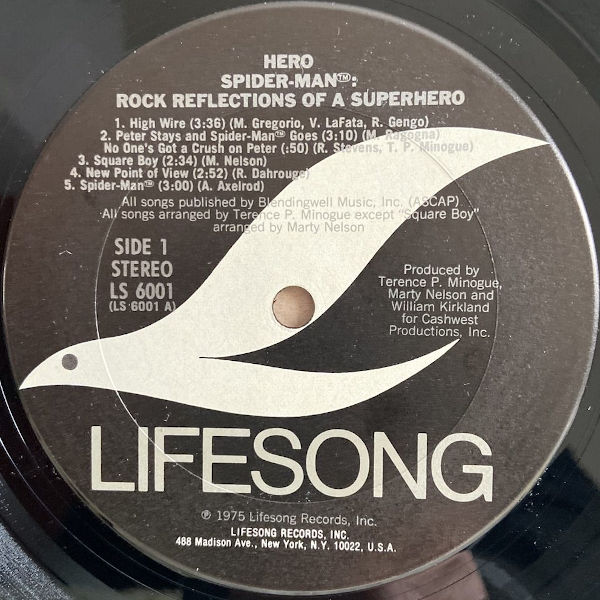 HERO
SPIDER-MAN™:
ROCK REFLECTIONS OF A SUPERHERO
1. High Wire (3:36) (M. Gregorio, V. LaFata, R. Gengo)
2. Peter Stays and Spider-Man™ Goes (3:10) (M. Ragogna)
No One's Got a Crush on Peter (:50) (R. Stevens, T. P. Minogue)
3. Square Boy (2:34) (M. Nelson)
4. New Point of View (2:52) (R. Dahrouge)
5. Spider-Man™ (3:00) (A. Axelrod)
All songs published by Blendingwell Music, Inc. (ASCAP)
All songs arranged by Terence P. Minogue except "Square Boy"
arranged by Marty Nelson
SIDE 1
STEREO
LS 6001
(LS 6001 A)
Produced by
Terence P. Minogue,
Marty Nelson and
William Kirkland
for Cashwest
Productions, Inc.
LIFESONG
℗ 1975 Lifesong Records, Inc.
LIFESONG RECORDS, INC.
488 Madison Ave., New York, N.Y. 10022, U.S.A.